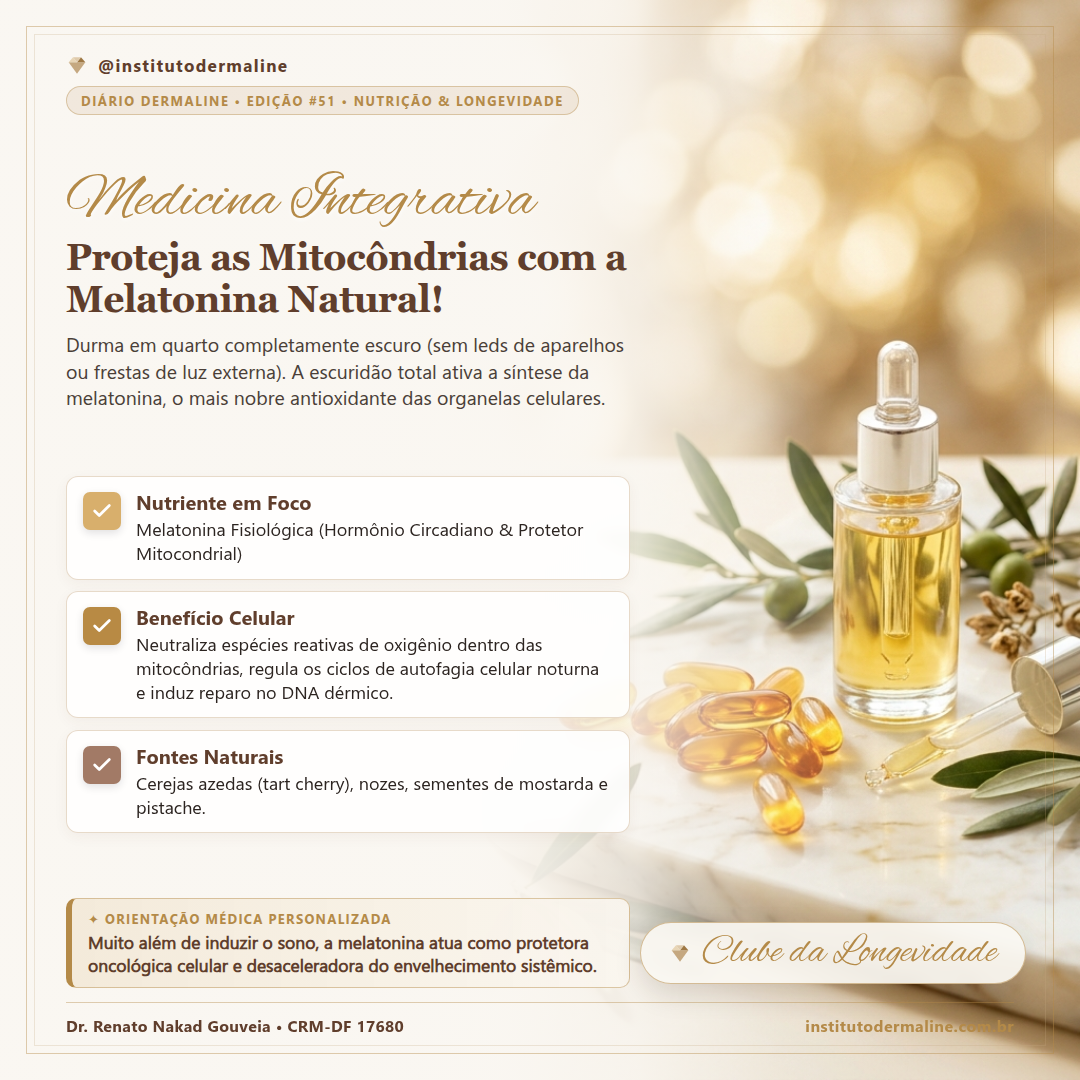 @institutodermaline
DIÁRIO DERMALINE • EDIÇÃO #51 • NUTRIÇÃO & LONGEVIDADE
Medicina Integrativa
Proteja as Mitocôndrias com a
Melatonina Natural!
Durma em quarto completamente escuro (sem leds de aparelhos
ou frestas de luz externa). A escuridão total ativa a síntese da
melatonina, o mais nobre antioxidante das organelas celulares.
Nutriente em Foco
Melatonina Fisiológica (Hormônio Circadiano & Protetor
Mitocondrial)
Benefício Celular
Neutraliza espécies reativas de oxigênio dentro das
mitocôndrias, regula os ciclos de autofagia celular noturna
e induz reparo no DNA dérmico.
Fontes Naturais
Cerejas azedas (tart cherry), nozes, sementes de mostarda e
pistache.
✦ ORIENTAÇÃO MÉDICA PERSONALIZADA
Muito além de induzir o sono, a melatonina atua como protetora
oncológica celular e desaceleradora do envelhecimento sistêmico.
Clube da Longevidade
Dr. Renato Nakad Gouveia • CRM-DF 17680
institutodermaline.com.br